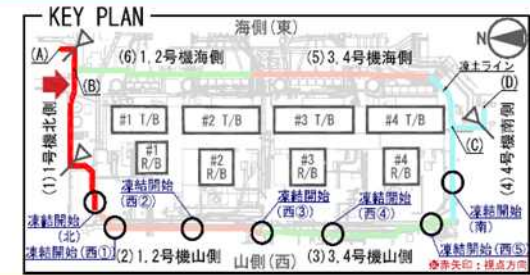 KEY PLAN
海側(東)
N
(A)
(6)1,2号機海側
(5)3,4号機海側
凍土ライン
(B)
(D)
(1)1号機北側
#1 T/B
#2 T/B
#3 T/B
#4 T/B
(C)
(4)4号機南側
#1
R/B
#2
R/B
#3
R/B
#4
R/B
凍結開始
(西②)
凍結開始
(西③)
凍結開始
(西④)
凍結開始
(南)
凍結開始
(北)
凍結開始(西①)
(2)1,2号機山側
(3)3,4号機山側
凍結開始(西⑤)
山側(西)
※赤矢印:視点方向